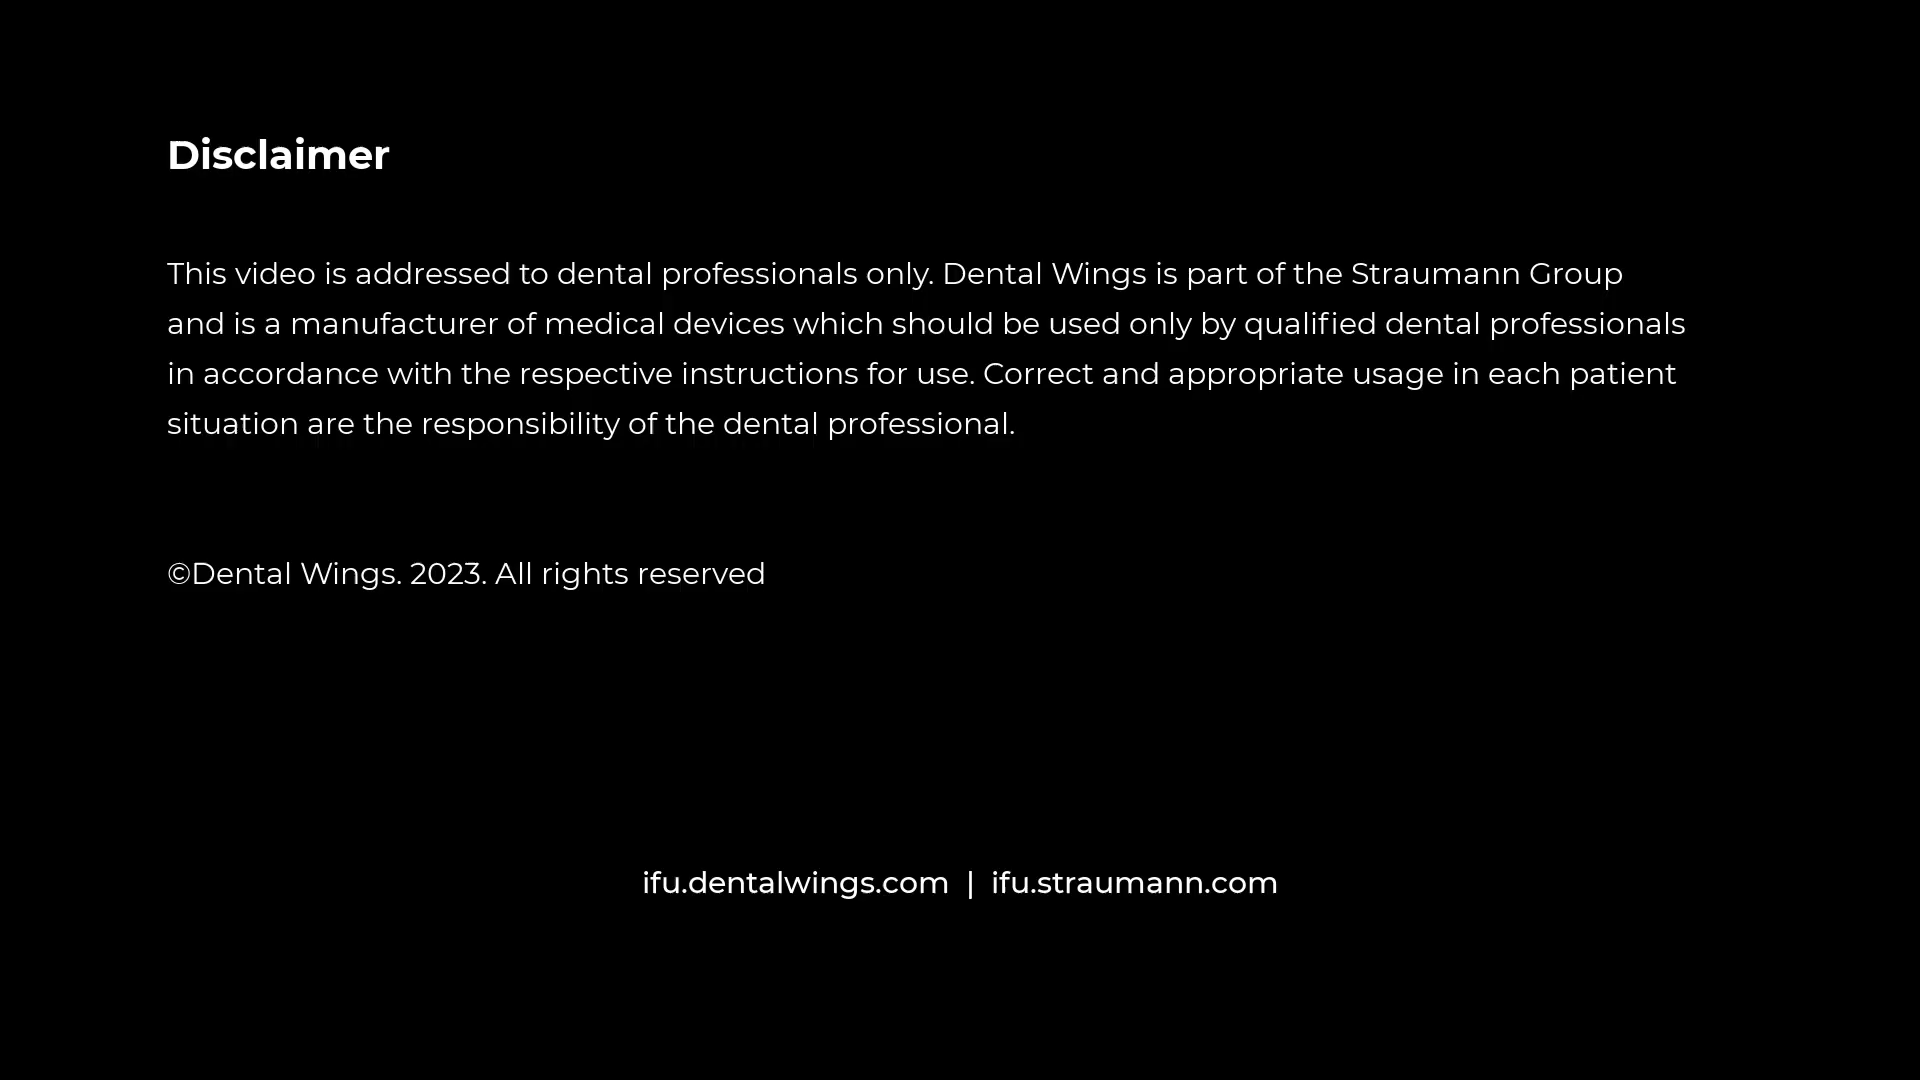 Disclaimer
This video is addressed to dental professionals only. Dental Wings is part of the Straumann Group
and is a manufacturer of medical devices which should be used only by qualified dental professionals
in accordance with the respective instructions for use. Correct and appropriate usage in each patient
situation are the responsibility of the dental professional.
©Dental Wings. 2023. All rights reserved
ifu.dentalwings.com | ifu.straumann.com